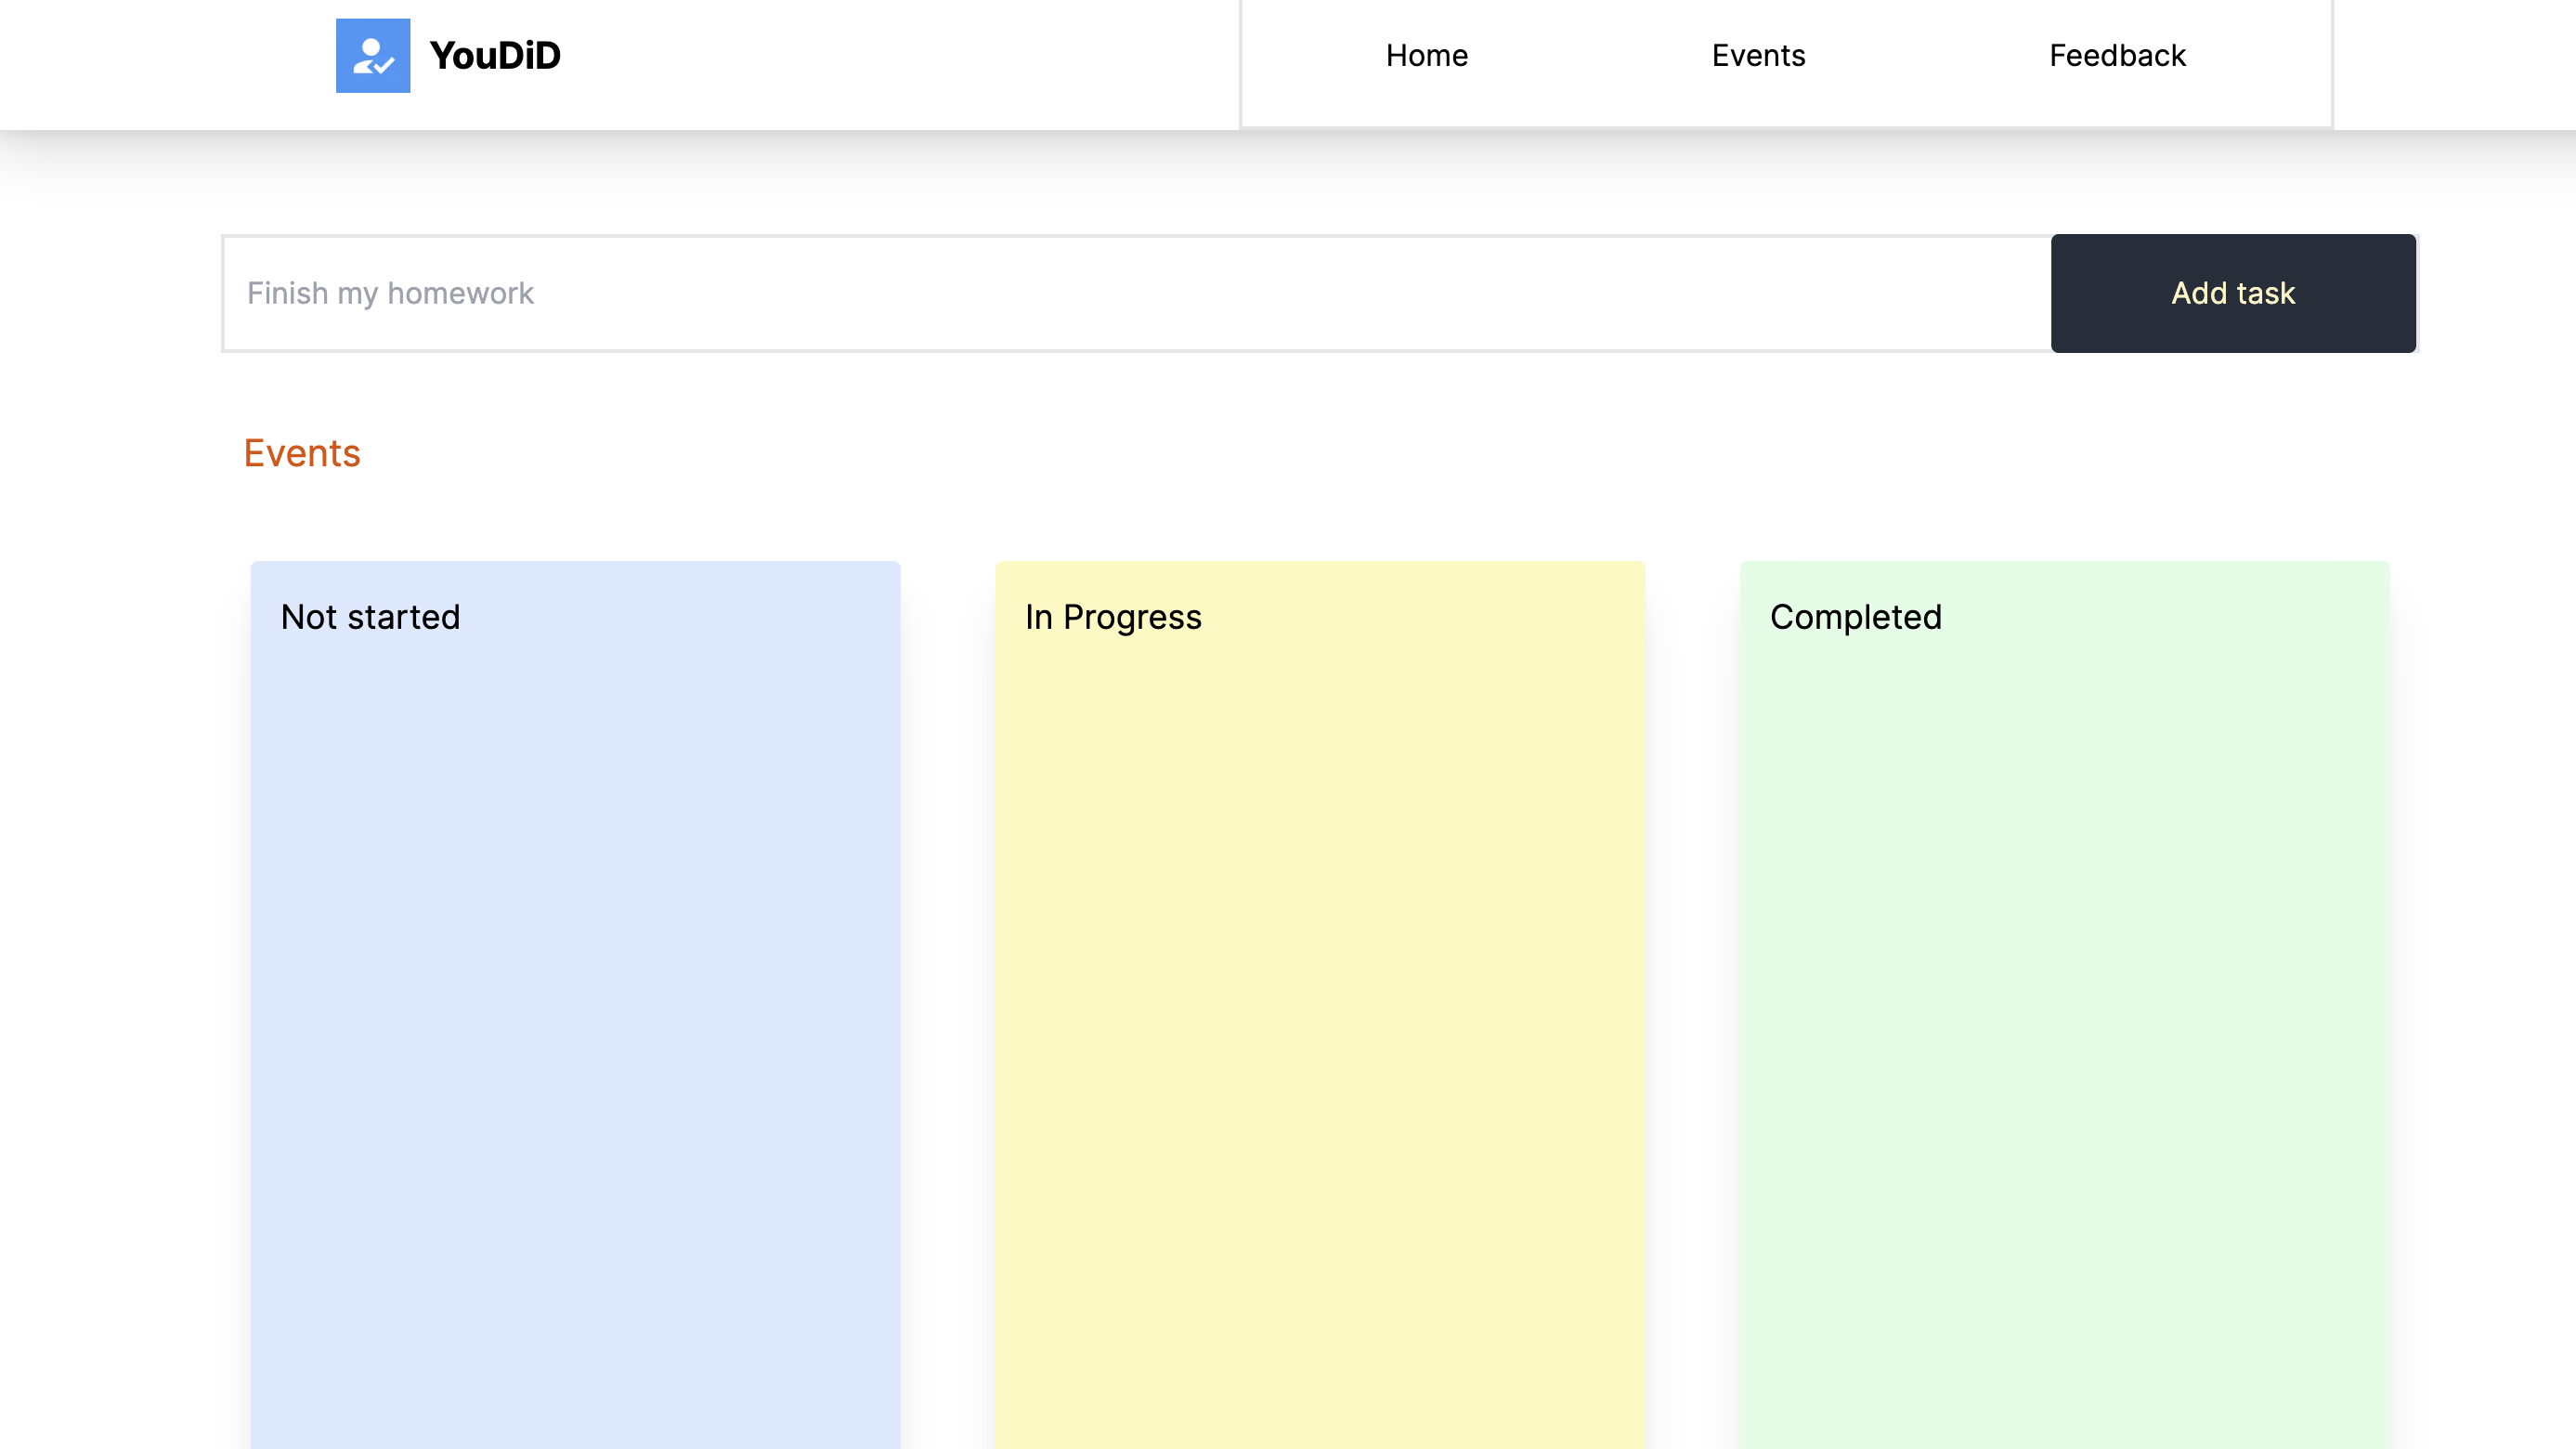 YouDiD
Home Events Feedback
Finish my homework
Add task
Events
Not started
In Progress
Completed